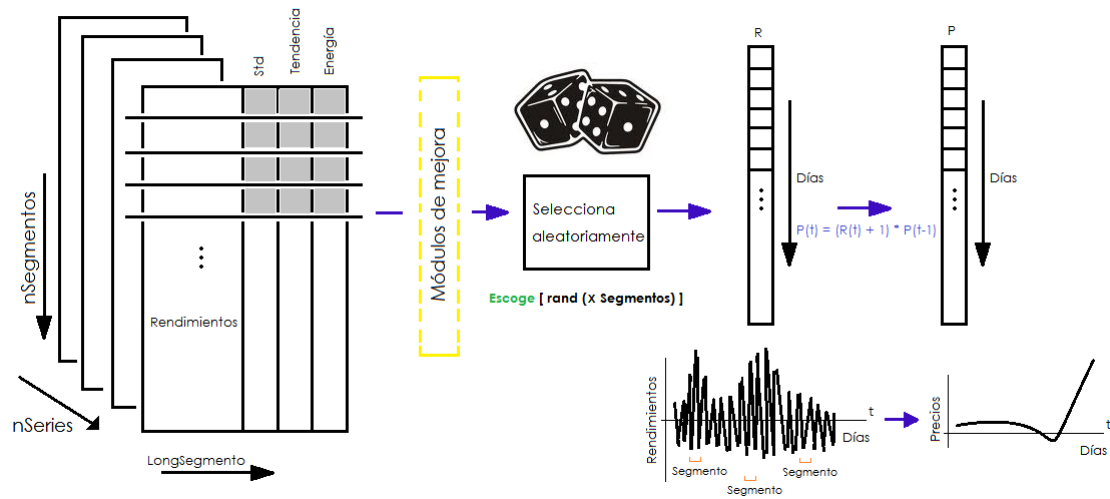 Std
Tendencia
Energía
Rendimientos
nSegmentos
nSeries
LongSegmento
Módulos de mejora
Selecciona
aleatoriamente
Escoge [ rand (X Segmentos) ]
R
Días
P(t) = (R(t) + 1) * P(t-1)
P
Días
Rendimientos
t
Días
Segmento
Segmento
Segmento
Precios
t
Días